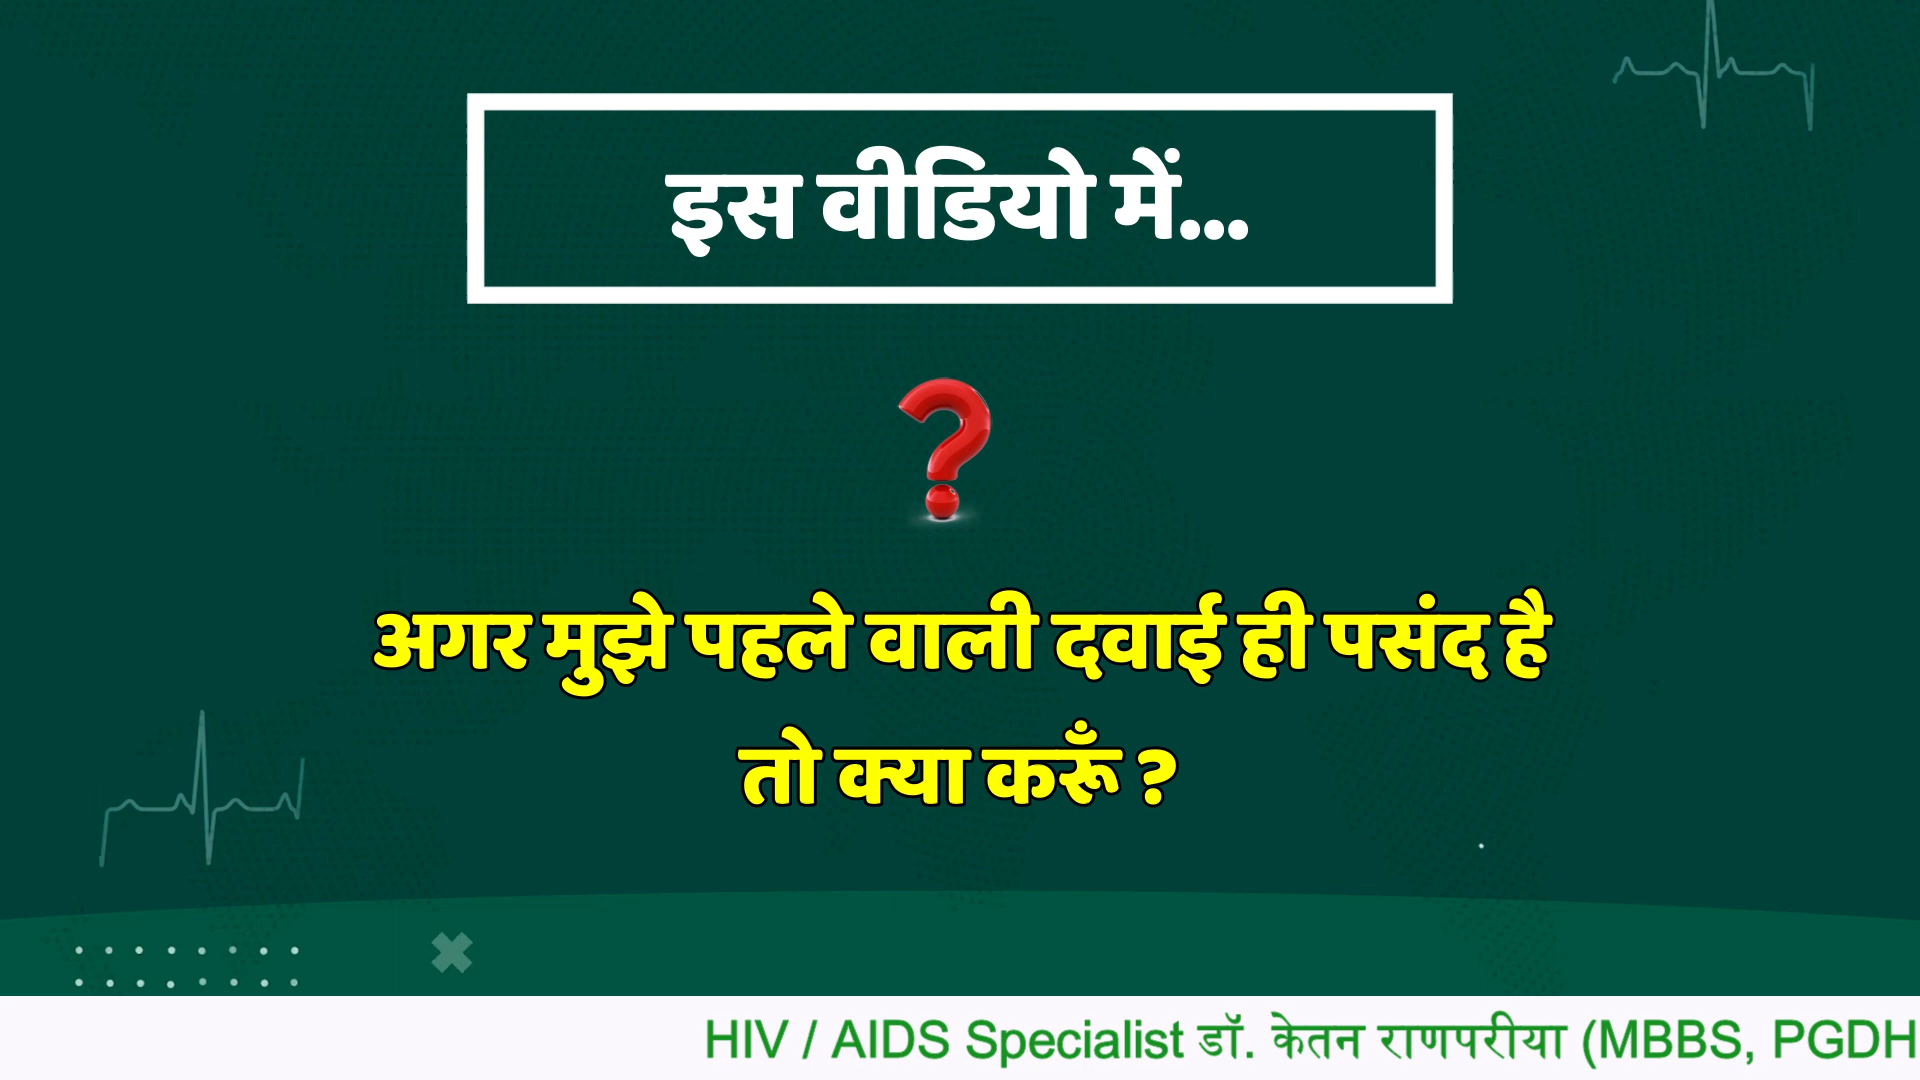 इस वीडियो में...
अगर मुझे पहले वाली दवाई ही पसंद है
तो क्या करूँ ?
HIV / AIDS Specialist डॉ. केतन राणपरीया (MBBS, PGDH